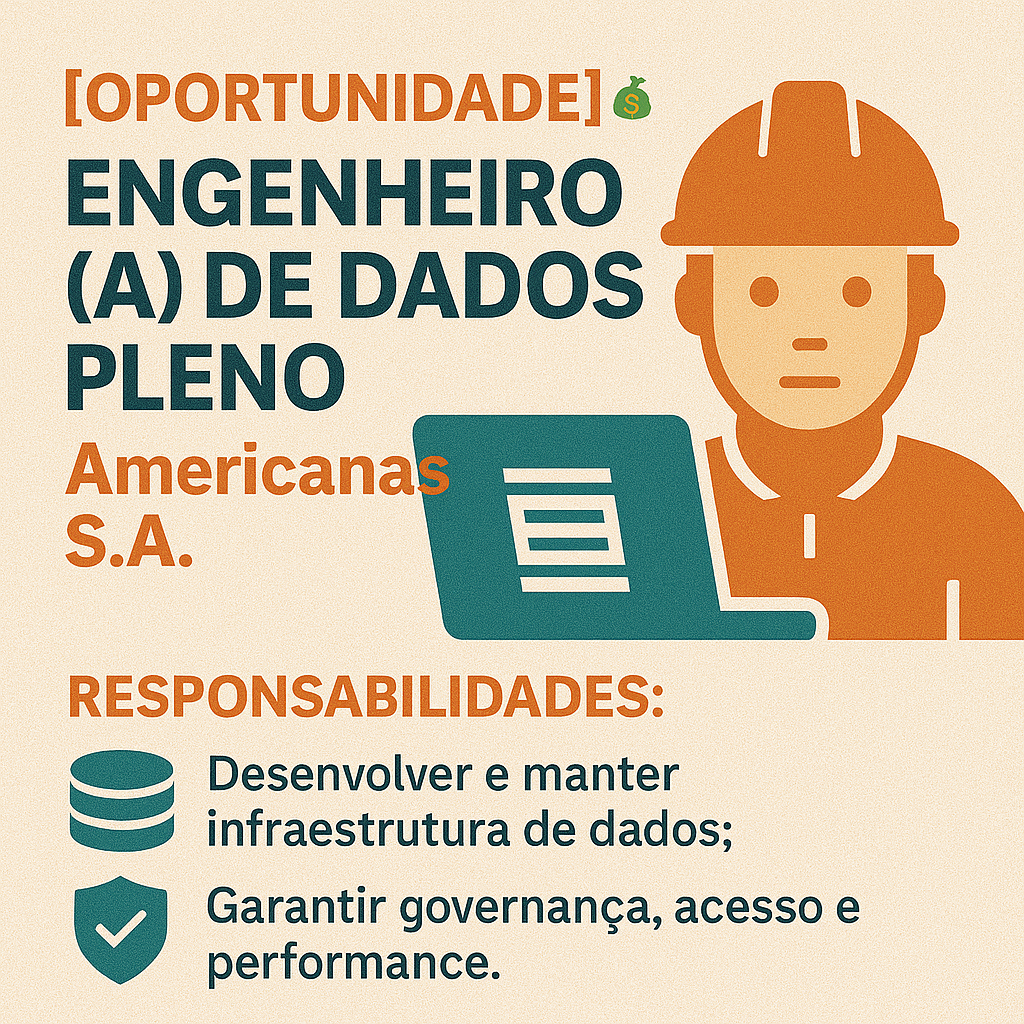 [OPORTUNIDADE]💰
ENGENHEIRO
(A) DE DADOS
PLENO
Americanas
S.A.
RESPONSABILIDADES:
Desenvolver e manter
infraestrutura de dados;
Garantir governança, acesso e
performance.